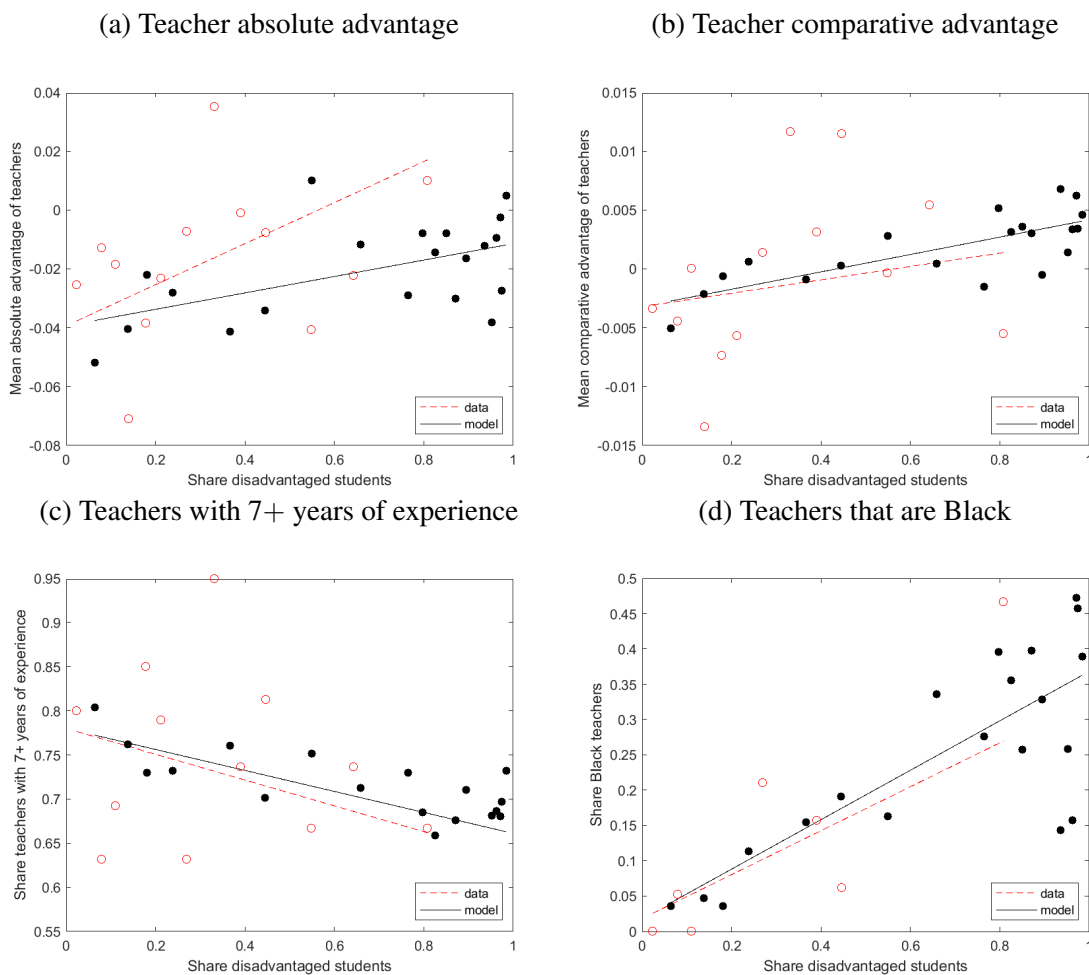 (a) Teacher absolute advantage
(b) Teacher comparative advantage
0.04
0.02
0
-0.02
-0.04
-0.06
-0.08
Mean absolute advantage of teachers
0
0.2
0.4
0.6
0.8
1
Share disadvantaged students
data
model
0.015
0.01
0.005
0
-0.005
-0.01
-0.015
Mean comparative advantage of teachers
0
0.2
0.4
0.6
0.8
1
Share disadvantaged students
data
model
(c) Teachers with 7+ years of experience
(d) Teachers that are Black
0.95
0.9
0.85
0.8
0.75
0.7
0.65
0.6
0.55
Share teachers with 7+ years of experience
0
0.2
0.4
0.6
0.8
1
Share disadvantaged students
data
model
0.5
0.45
0.4
0.35
0.3
0.25
0.2
0.15
0.1
0.05
0
Share Black teachers
0
0.2
0.4
0.6
0.8
1
Share disadvantaged students
data
model